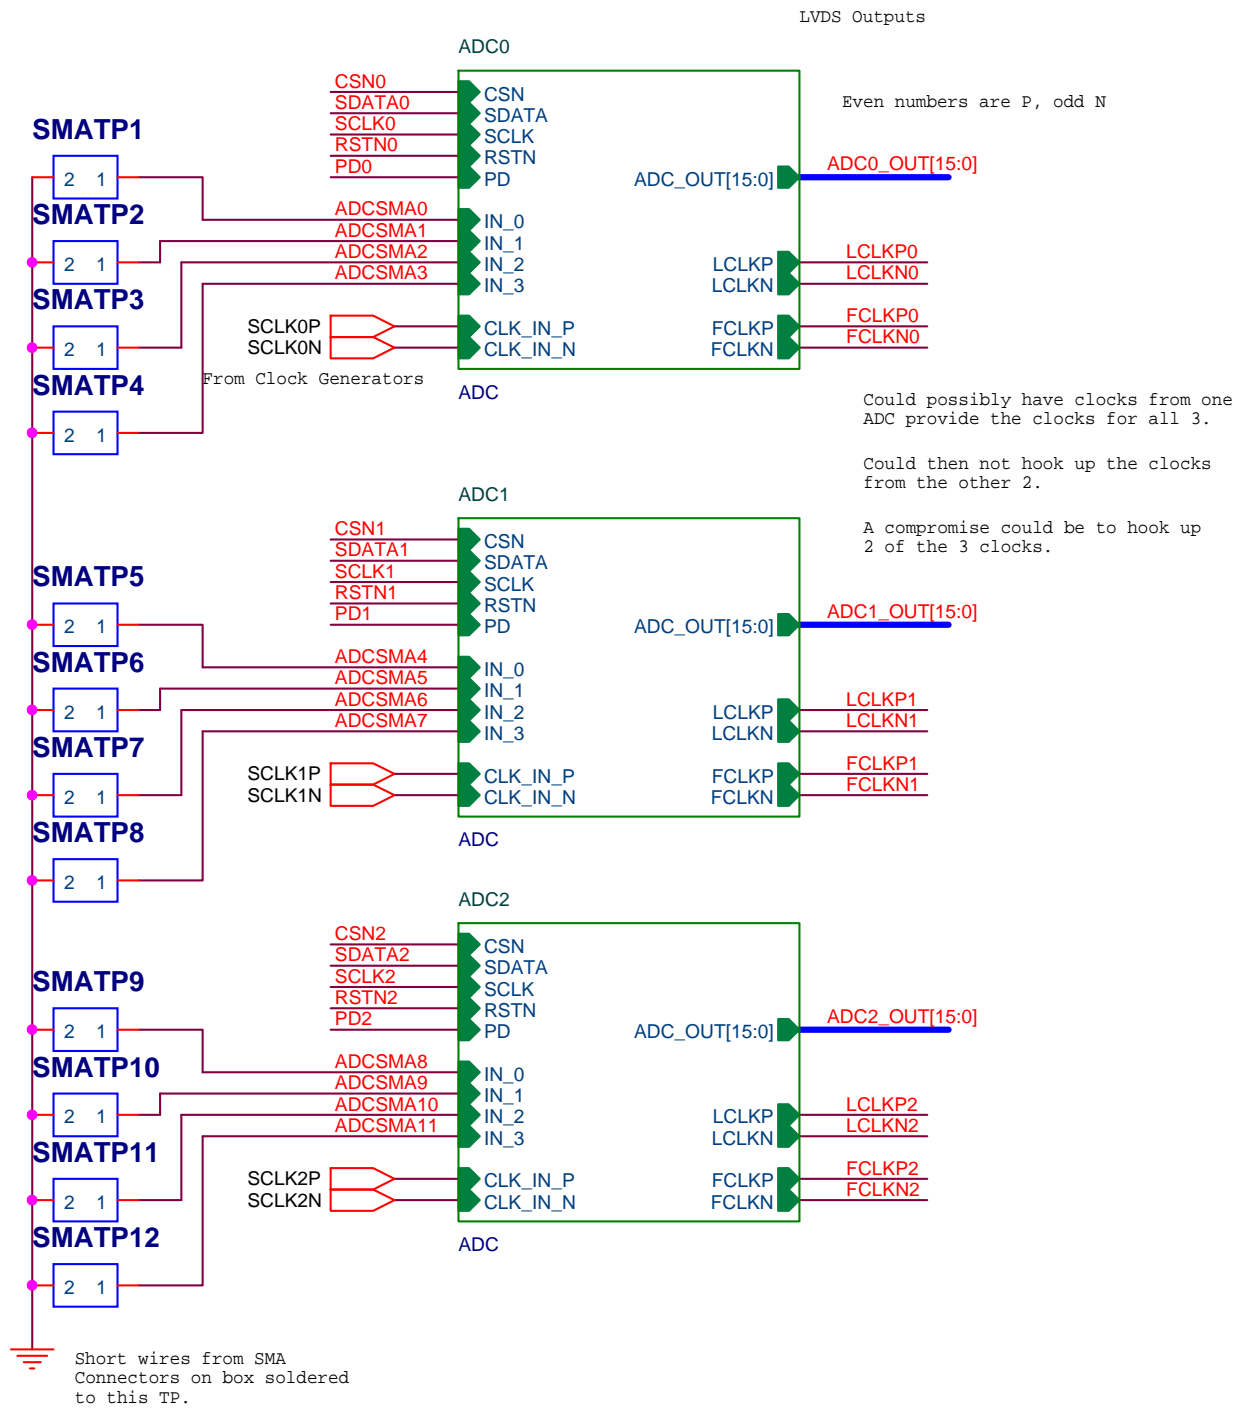 LVDS Outputs
ADC0
Even numbers are P, odd N
CSN0
SDATA0
SCLK0
RSTN0
PD0
CSN
SDATA
SCLK
RSTN
PD
ADC_OUT[15:0]
ADC0_OUT[15:0]
SMATP1
2 1
SMATP2
2 1
SMATP3
2 1
SMATP4
2 1
ADCSMA0
ADCSMA1
ADCSMA2
ADCSMA3
IN_0
IN_1
IN_2
IN_3
LCLKP
LCLKN
LCLKP0
LCLKN0
SCLK0P
SCLK0N
CLK_IN_P
CLK_IN_N
FCLKP
FCLKN
FCLKP0
FCLKN0
From Clock Generators
ADC
Could possibly have clocks from one
ADC provide the clocks for all 3.
Could then not hook up the clocks
from the other 2.
A compromise could be to hook up
2 of the 3 clocks.
ADC1
CSN1
SDATA1
SCLK1
RSTN1
PD1
CSN
SDATA
SCLK
RSTN
PD
ADC_OUT[15:0]
ADC1_OUT[15:0]
SMATP5
2 1
SMATP6
2 1
SMATP7
2 1
SMATP8
2 1
ADCSMA4
ADCSMA5
ADCSMA6
ADCSMA7
IN_0
IN_1
IN_2
IN_3
LCLKP
LCLKN
LCLKP1
LCLKN1
SCLK1P
SCLK1N
CLK_IN_P
CLK_IN_N
FCLKP
FCLKN
FCLKP1
FCLKN1
ADC
ADC2
CSN2
SDATA2
SCLK2
RSTN2
PD2
CSN
SDATA
SCLK
RSTN
PD
ADC_OUT[15:0]
ADC2_OUT[15:0]
SMATP9
2 1
SMATP10
2 1
SMATP11
2 1
SMATP12
2 1
ADCSMA8
ADCSMA9
ADCSMA10
ADCSMA11
IN_0
IN_1
IN_2
IN_3
LCLKP
LCLKN
LCLKP2
LCLKN2
SCLK2P
SCLK2N
CLK_IN_P
CLK_IN_N
FCLKP
FCLKN
FCLKP2
FCLKN2
ADC
Short wires from SMA
Connectors on box soldered
to this TP.